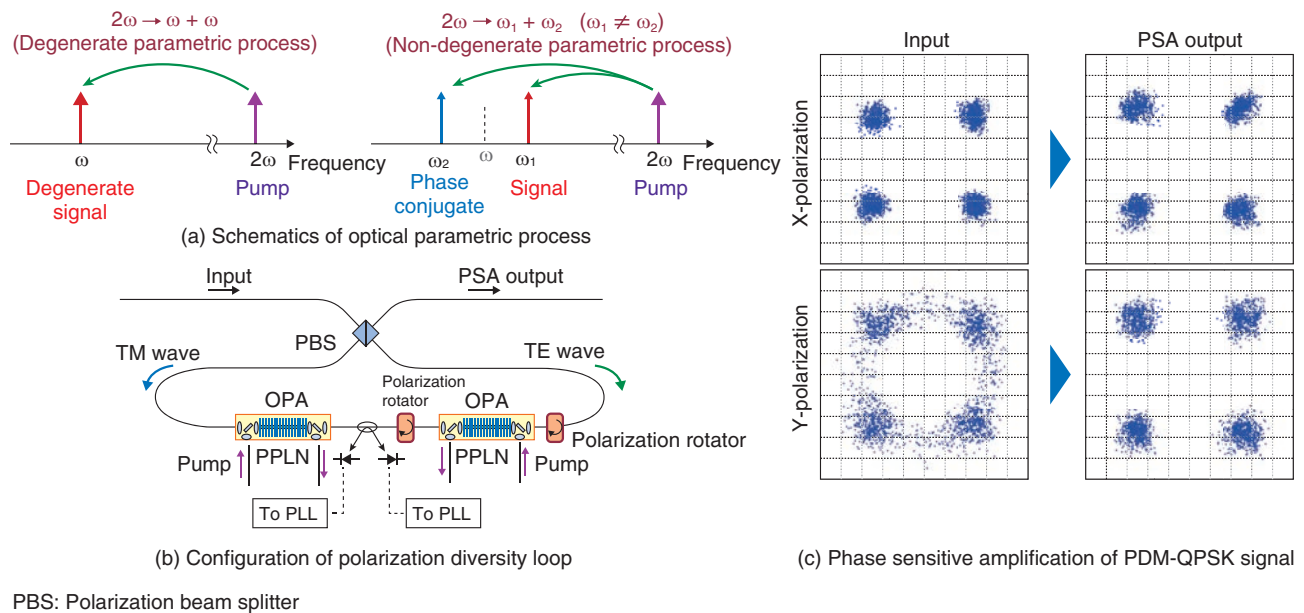 2ω → ω + ω
(Degenerate parametric process)
2ω → ω₁ + ω₂ (ω₁ ≠ ω₂)
(Non-degenerate parametric process)
ω
2ω
Frequency
Degenerate
signal
Pump
ω₂
ω
ω₁
2ω
Frequency
Phase
conjugate
Signal
Pump
(a) Schematics of optical parametric process
Input
PSA output
PBS
TM wave
TE wave
OPA
Polarization
rotator
OPA
Polarization rotator
Pump
PPLN
PPLN
Pump
To PLL
To PLL
(b) Configuration of polarization diversity loop
Input
PSA output
X-polarization
Y-polarization
(c) Phase sensitive amplification of PDM-QPSK signal
PBS: Polarization beam splitter